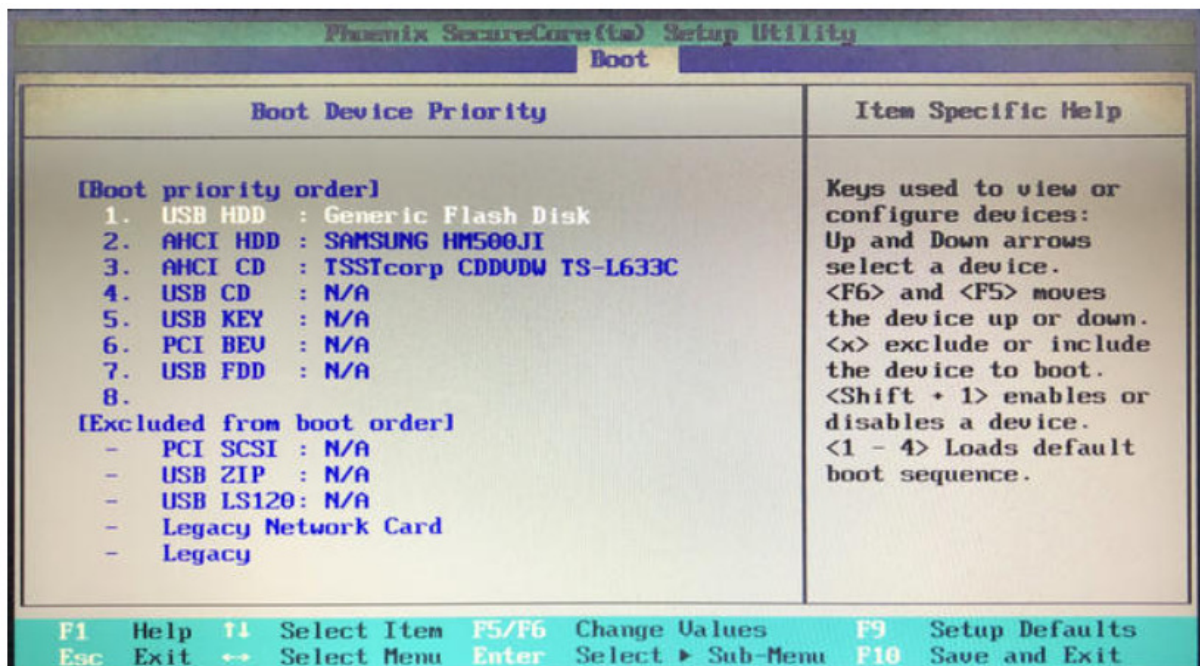 Phoenix SecureCore(tm) Setup Utility
Boot
Boot Device Priority
Item Specific Help
[Boot priority order]
1. USB HDD : Generic Flash Disk
2. AHCI HDD : SAMSUNG HM500JI
3. AHCI CD : TSSTcorp CDDVDW TS-L633C
4. USB CD : N/A
5. USB KEY : N/A
6. PCI BEV : N/A
7. USB FDD : N/A
8.
[Excluded from boot order]
- PCI SCSI : N/A
- USB ZIP : N/A
- USB LS120: N/A
- Legacy Network Card
- Legacy
Keys used to view or
configure devices:
Up and Down arrows
select a device.
<F6> and <F5> moves
the device up or down.
<x> exclude or include
the device to boot.
<Shift + 1> enables or
disables a device.
<1 - 4> Loads default
boot sequence.
F1 Help ↑↓ Select Item F5/F6 Change Values F9 Setup Defaults
Esc Exit ↔ Select Menu Enter Select ▶ Sub-Menu F10 Save and Exit